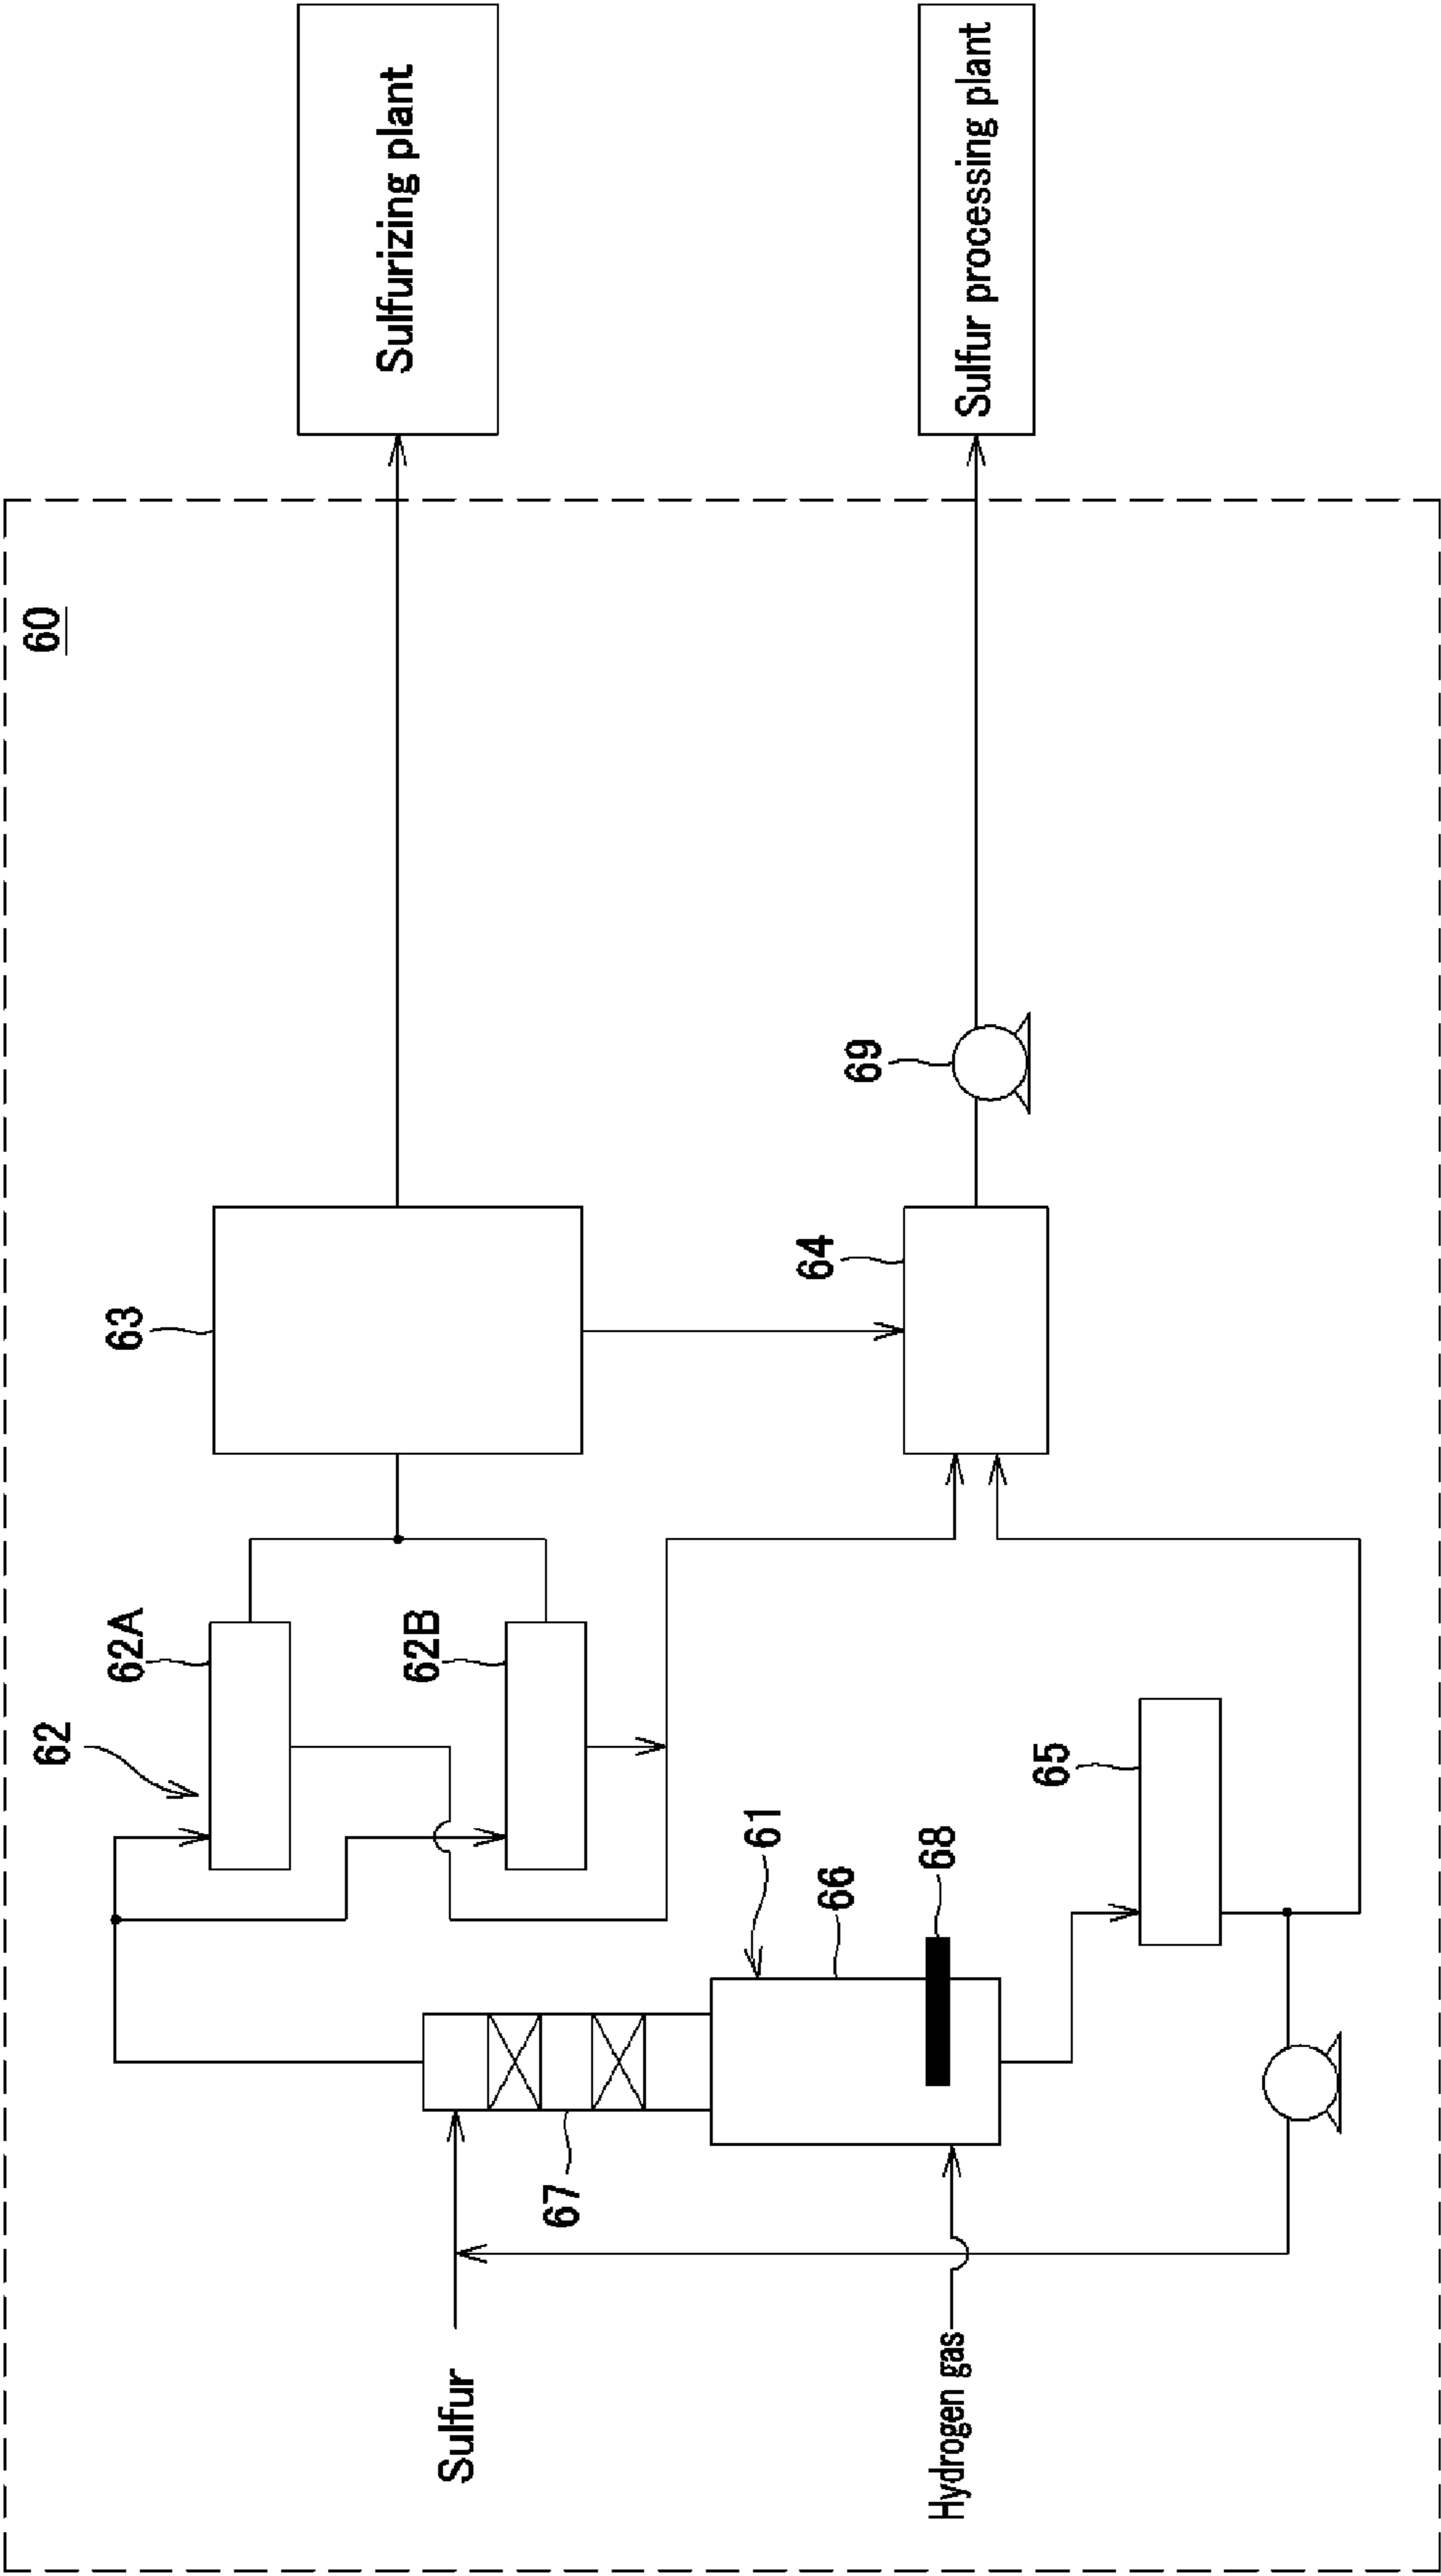 60
62
62A
63
Sulfurizing plant
62B
Sulfur
67
61
66
64
69
Sulfur processing plant
68
Hydrogen gas
65